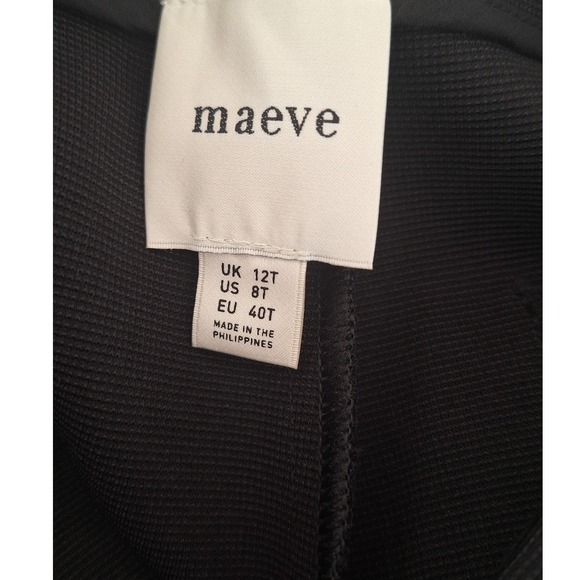 maeve
UK 12T
US 8T
EU 40T
MADE IN THE
PHILIPPINES